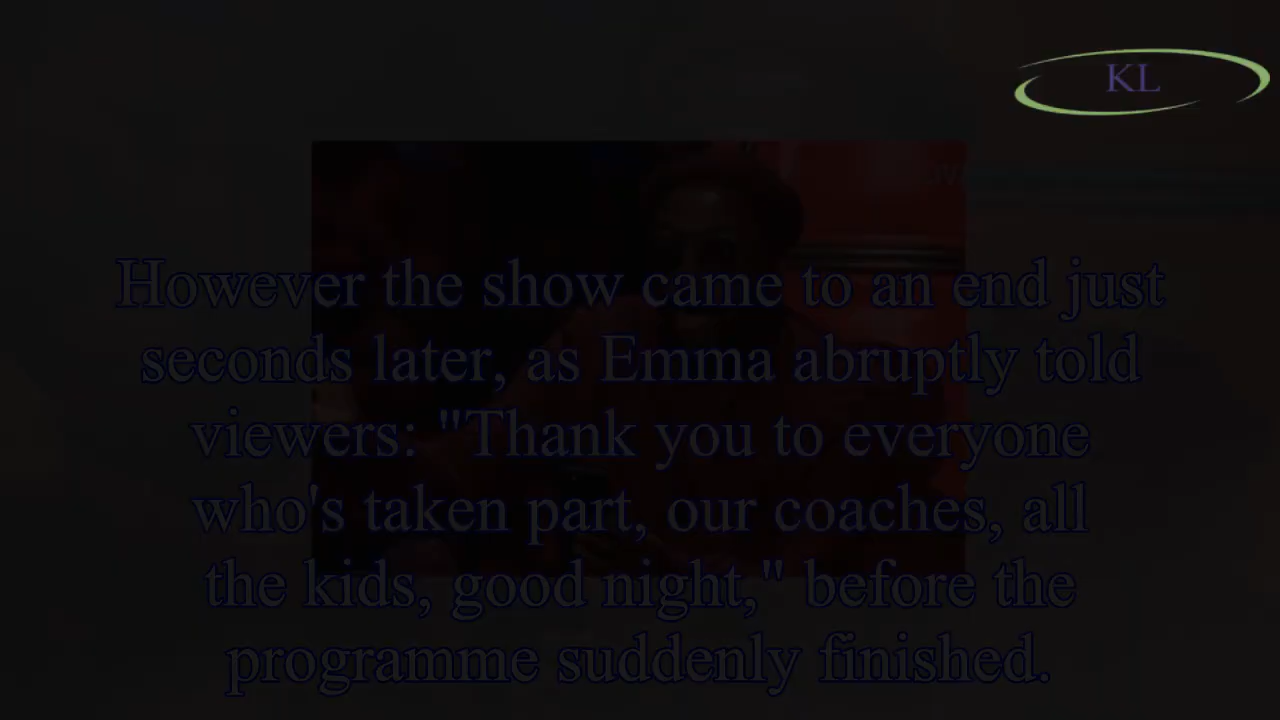 KL
However the show came to an end just
seconds later, as Emma abruptly told
viewers: "Thank you to everyone
who's taken part, our coaches, all
the kids, good night," before the
programme suddenly finished.